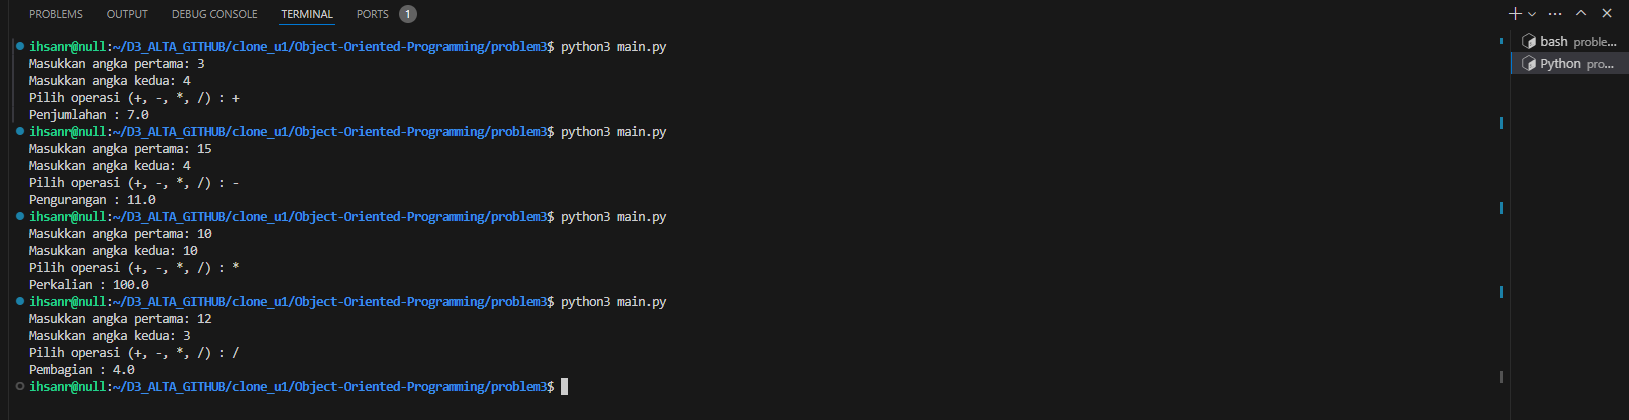 PROBLEMS OUTPUT DEBUG CONSOLE TERMINAL PORTS 1
bash proble...
Python pro...
ihsanr@null:~/D3_ALTA_GITHUB/clone_u1/Object-Oriented-Programming/problem3$ python3 main.py
Masukkan angka pertama: 3
Masukkan angka kedua: 4
Pilih operasi (+, -, *, /) : +
Penjumlahan : 7.0
ihsanr@null:~/D3_ALTA_GITHUB/clone_u1/Object-Oriented-Programming/problem3$ python3 main.py
Masukkan angka pertama: 15
Masukkan angka kedua: 4
Pilih operasi (+, -, *, /) : -
Pengurangan : 11.0
ihsanr@null:~/D3_ALTA_GITHUB/clone_u1/Object-Oriented-Programming/problem3$ python3 main.py
Masukkan angka pertama: 10
Masukkan angka kedua: 10
Pilih operasi (+, -, *, /) : *
Perkalian : 100.0
ihsanr@null:~/D3_ALTA_GITHUB/clone_u1/Object-Oriented-Programming/problem3$ python3 main.py
Masukkan angka pertama: 12
Masukkan angka kedua: 3
Pilih operasi (+, -, *, /) : /
Pembagian : 4.0
ihsanr@null:~/D3_ALTA_GITHUB/clone_u1/Object-Oriented-Programming/problem3$